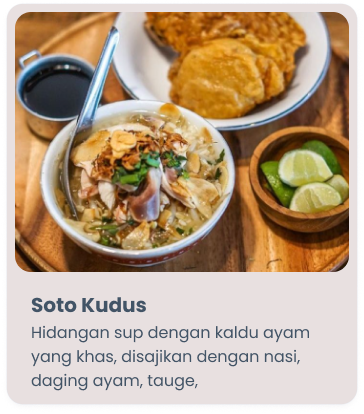 Soto Kudus
Hidangan sup dengan kaldu ayam
yang khas, disajikan dengan nasi,
daging ayam, tauge,